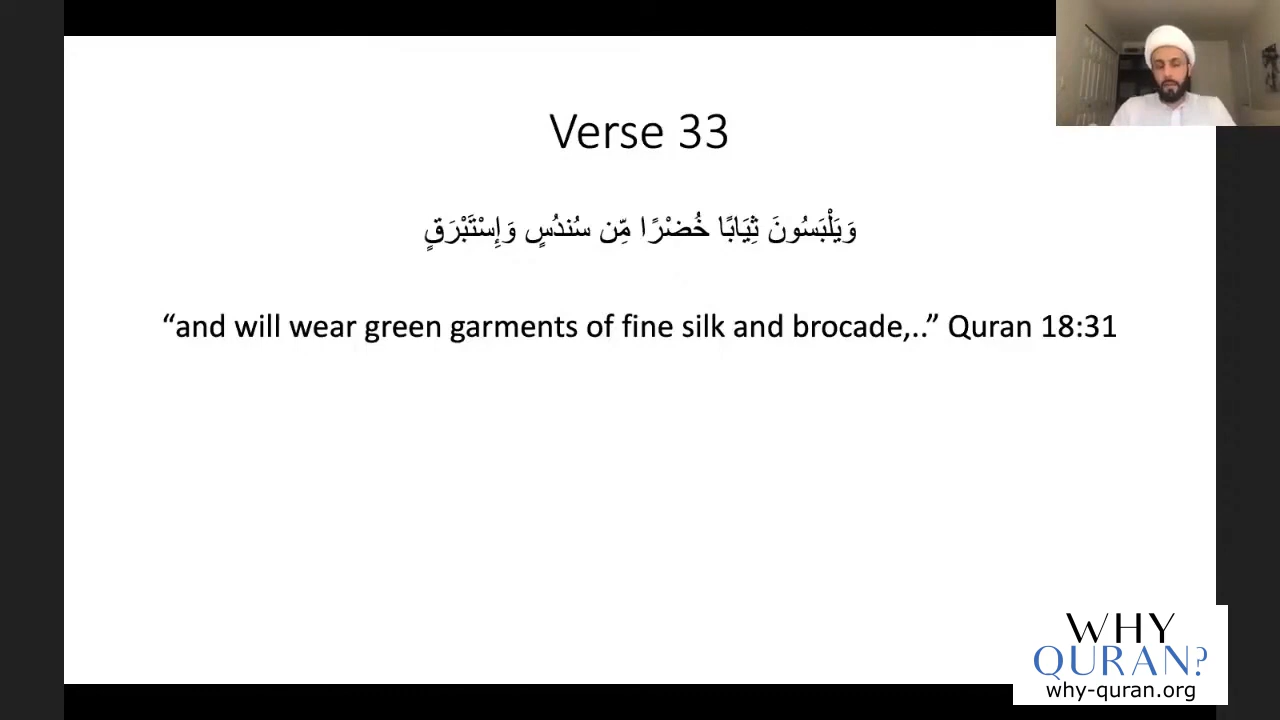 Verse 33
وَيَلْبَسُونَ ثِيَابًا خُضْرًا مِّن سُندُسٍ وَإِسْتَبْرَقٍ
“and will wear green garments of fine silk and brocade,..” Quran 18:31
WHY
QURAN?
why-quran.org